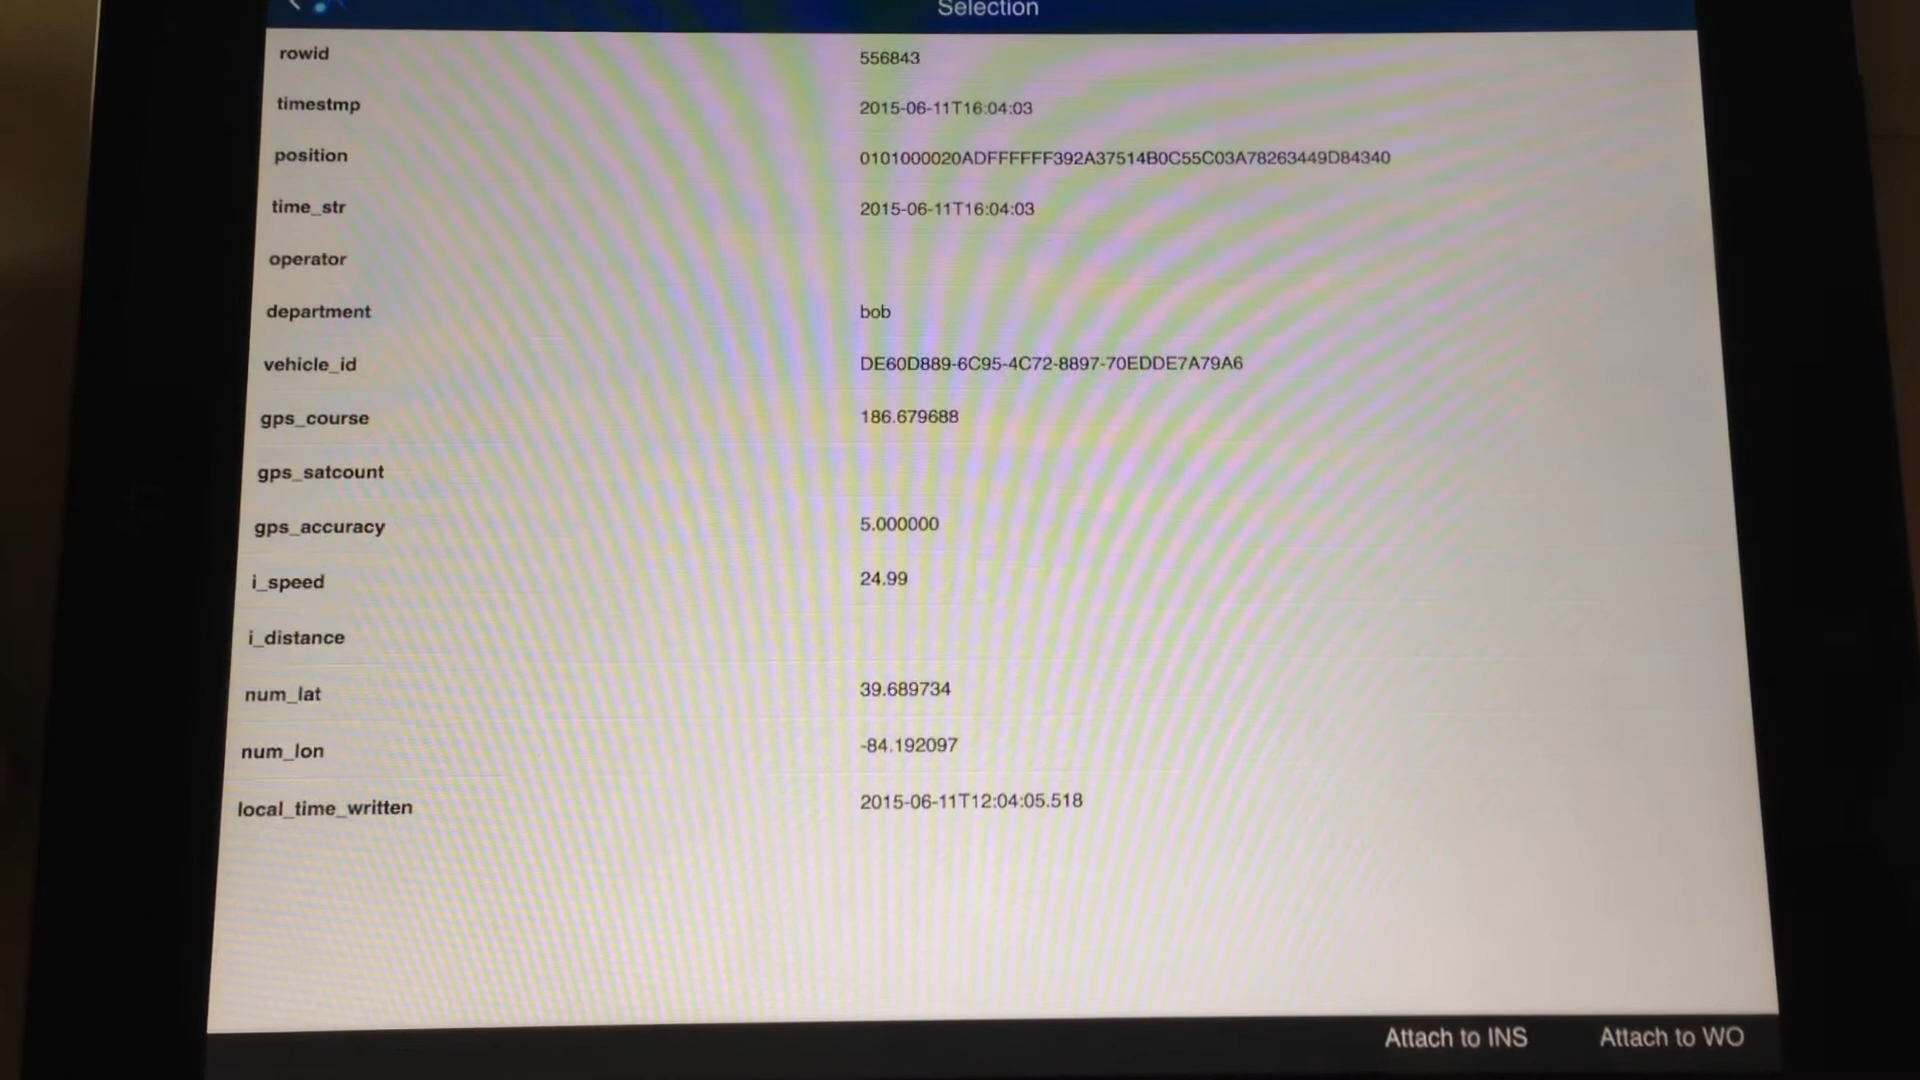 Selection
rowid 556843
timestmp 2015-06-11T16:04:03
position 0101000020ADFFFFFF392A37514B0C55C03A78263449D84340
time_str 2015-06-11T16:04:03
operator
department bob
vehicle_id DE60D889-6C95-4C72-8897-70EDDE7A79A6
gps_course 186.679688
gps_satcount
gps_accuracy 5.000000
i_speed 24.99
i_distance
num_lat 39.689734
num_lon -84.192097
local_time_written 2015-06-11T12:04:05.518
Attach to INS Attach to WO